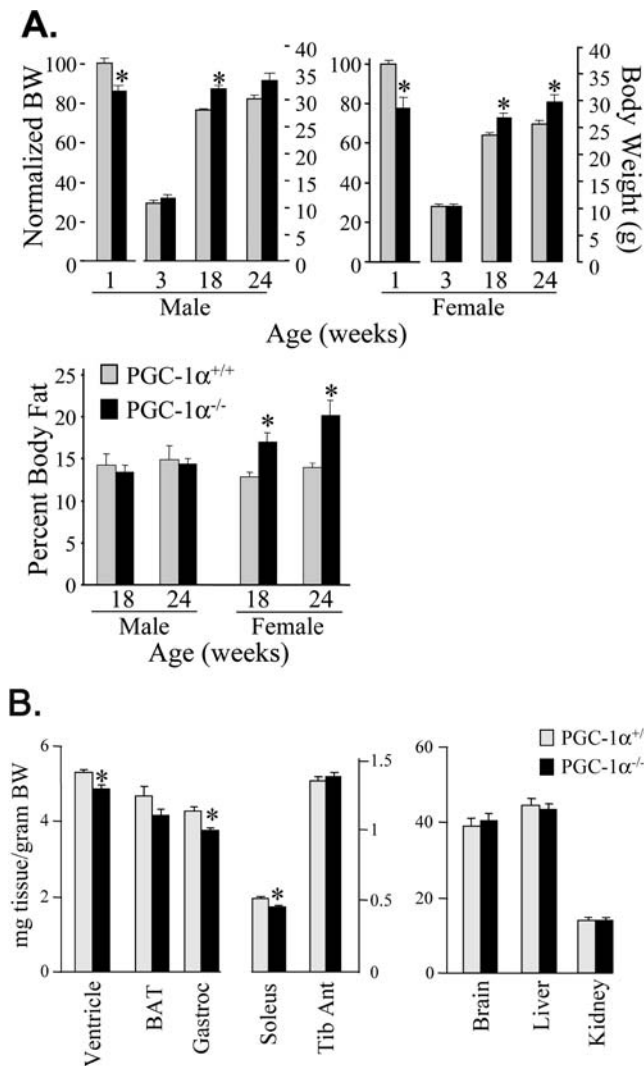 A.
Normalized BW
100
80
60
40
20
0
* *
40
35
30
25
20
15
10
5
0
1 3 18 24
Male
100
80
60
40
20
0
* * *
40
35
30
25
20
15
10
5
0
Body Weight (g)
1 3 18 24
Female
Age (weeks)
Percent Body Fat
25
20
15
10
5
0
PGC-1α+/+
PGC-1α-/-
* *
18 24 18 24
Male Female
Age (weeks)
B.
mg tissue/gram BW
6
4
2
0
* * *
1.5
1
0.5
0
Ventricle
BAT
Gastroc
Soleus
Tib Ant
60
40
20
0
PGC-1α+/
PGC-1α-/-
Brain
Liver
Kidney